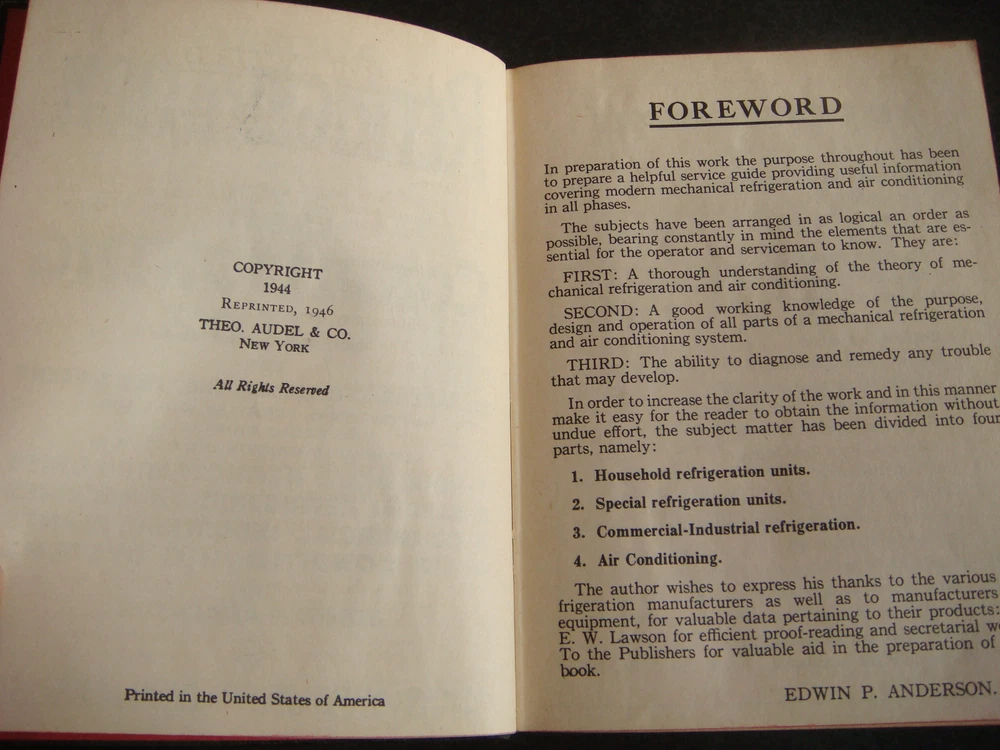 COPYRIGHT
1944
REPRINTED, 1946
THEO. AUDEL & CO.
NEW YORK
All Rights Reserved
Printed in the United States of America
FOREWORD
In preparation of this work the purpose throughout has been
to prepare a helpful service guide providing useful information
covering modern mechanical refrigeration and air conditioning
in all phases.
The subjects have been arranged in as logical an order as
possible, bearing constantly in mind the elements that are es-
sential for the operator and serviceman to know. They are:
FIRST: A thorough understanding of the theory of me-
chanical refrigeration and air conditioning.
SECOND: A good working knowledge of the purpose,
design and operation of all parts of a mechanical refrigeration
and air conditioning system.
THIRD: The ability to diagnose and remedy any trouble
that may develop.
In order to increase the clarity of the work and in this manner
make it easy for the reader to obtain the information without
undue effort, the subject matter has been divided into four
parts, namely:
1. Household refrigeration units.
2. Special refrigeration units.
3. Commercial-Industrial refrigeration.
4. Air Conditioning.
The author wishes to express his thanks to the various
frigeration manufacturers as well as to manufacturers
equipment, for valuable data pertaining to their products:
E. W. Lawson for efficient proof-reading and secretarial
To the Publishers for valuable aid in the preparation of
book.
EDWIN P. ANDERSON.